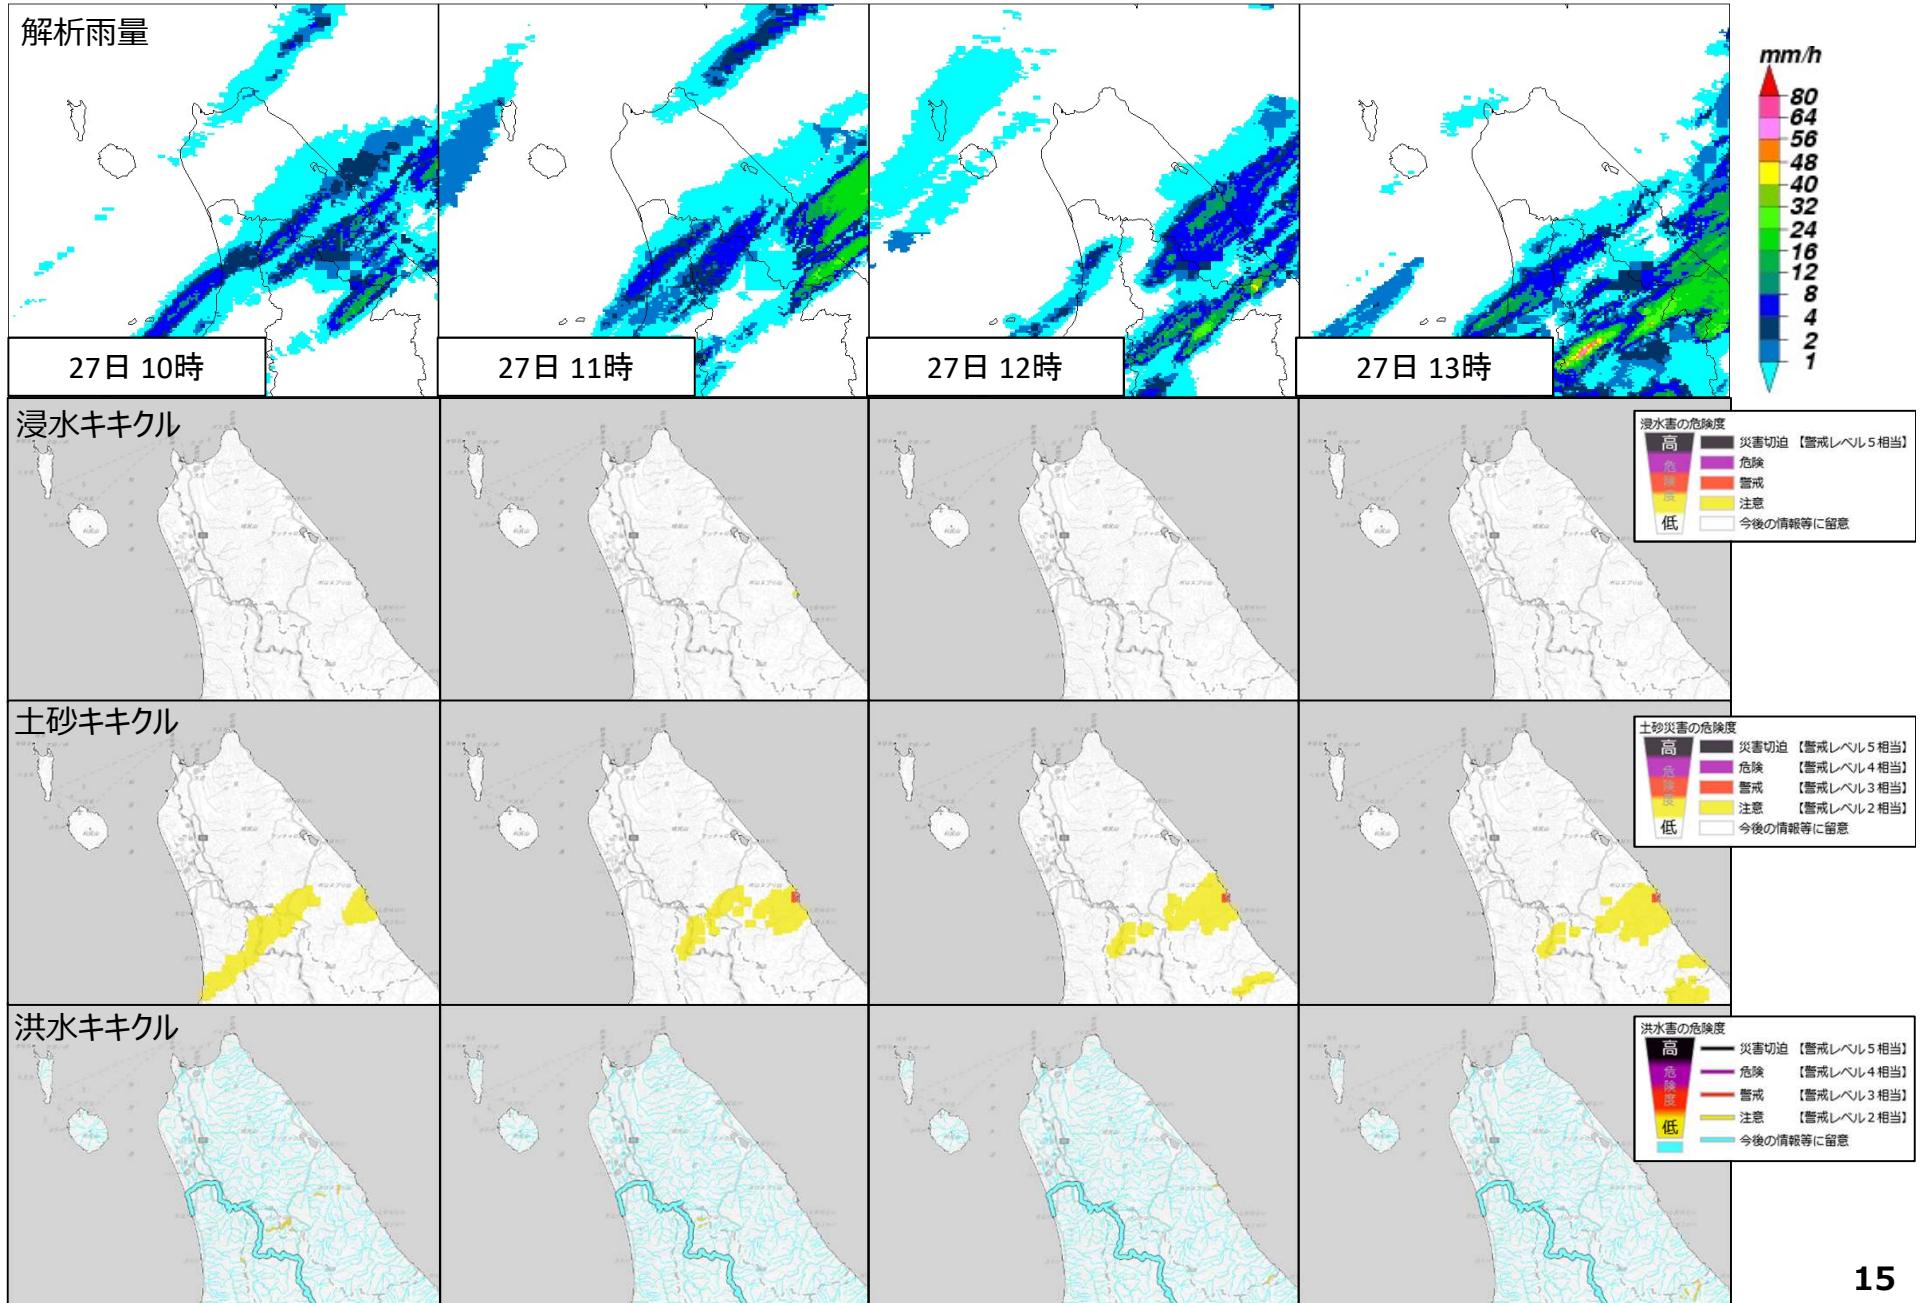 解析雨量
mm/h
80
64
56
48
40
32
24
16
12
8
4
2
1
27日 10時
27日 11時
27日 12時
27日 13時
浸水キキクル
浸水害の危険度
高
危険度
低
災害切迫 【警戒レベル5相当】
危険
警戒
注意
今後の情報等に留意
土砂キキクル
土砂災害の危険度
高
危険度
低
災害切迫 【警戒レベル5相当】
危険 【警戒レベル4相当】
警戒 【警戒レベル3相当】
注意 【警戒レベル2相当】
今後の情報等に留意
洪水キキクル
洪水害の危険度
高
危険度
低
災害切迫 【警戒レベル5相当】
危険 【警戒レベル4相当】
警戒 【警戒レベル3相当】
注意 【警戒レベル2相当】
今後の情報等に留意
15